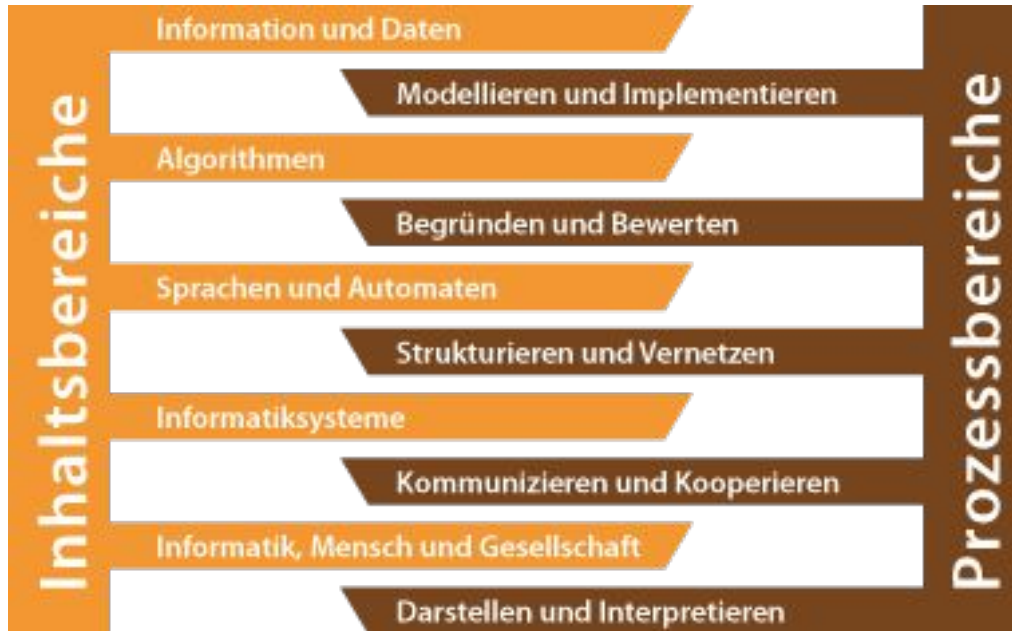 Inhaltsbereiche
Information und Daten
Modellieren und Implementieren
Algorithmen
Begründen und Bewerten
Sprachen und Automaten
Strukturieren und Vernetzen
Informatiksysteme
Kommunizieren und Kooperieren
Informatik, Mensch und Gesellschaft
Darstellen und Interpretieren
Prozessbereiche